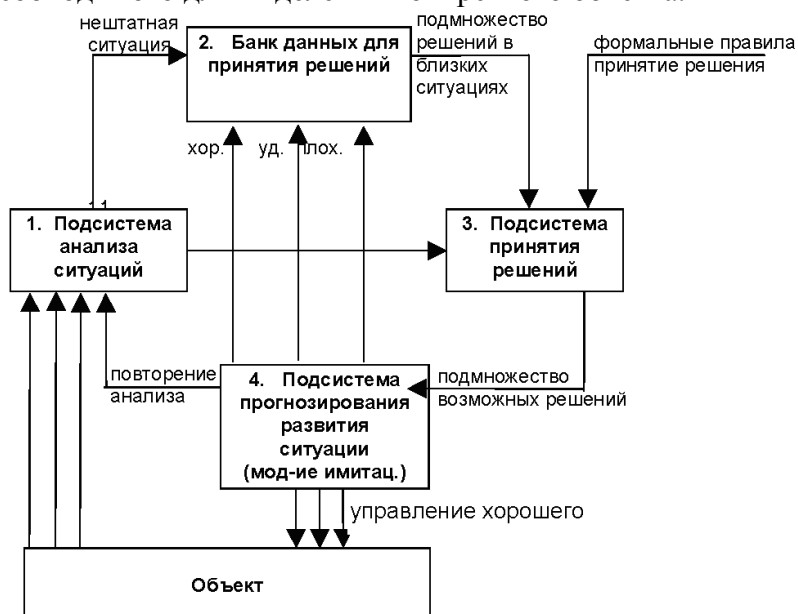 нештатная
ситуация
2. Банк данных для
принятия решений
подмножество
решений в
близких
ситуациях
формальные правила
принятие решения
хор. уд. плох.
1. Подсистема
анализа
ситуаций
3. Подсистема
принятия
решений
повторение
анализа
4. Подсистема
прогнозирования
развития
ситуации
(мод-ие имитац.)
подмножество
возможных решений
управление хорошего
Объект